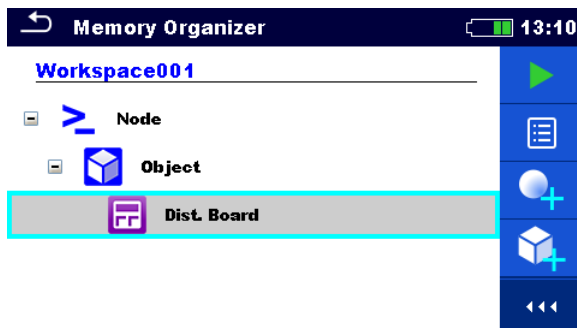 Memory Organizer 13:10
Workspace001
Node
Object
Dist. Board